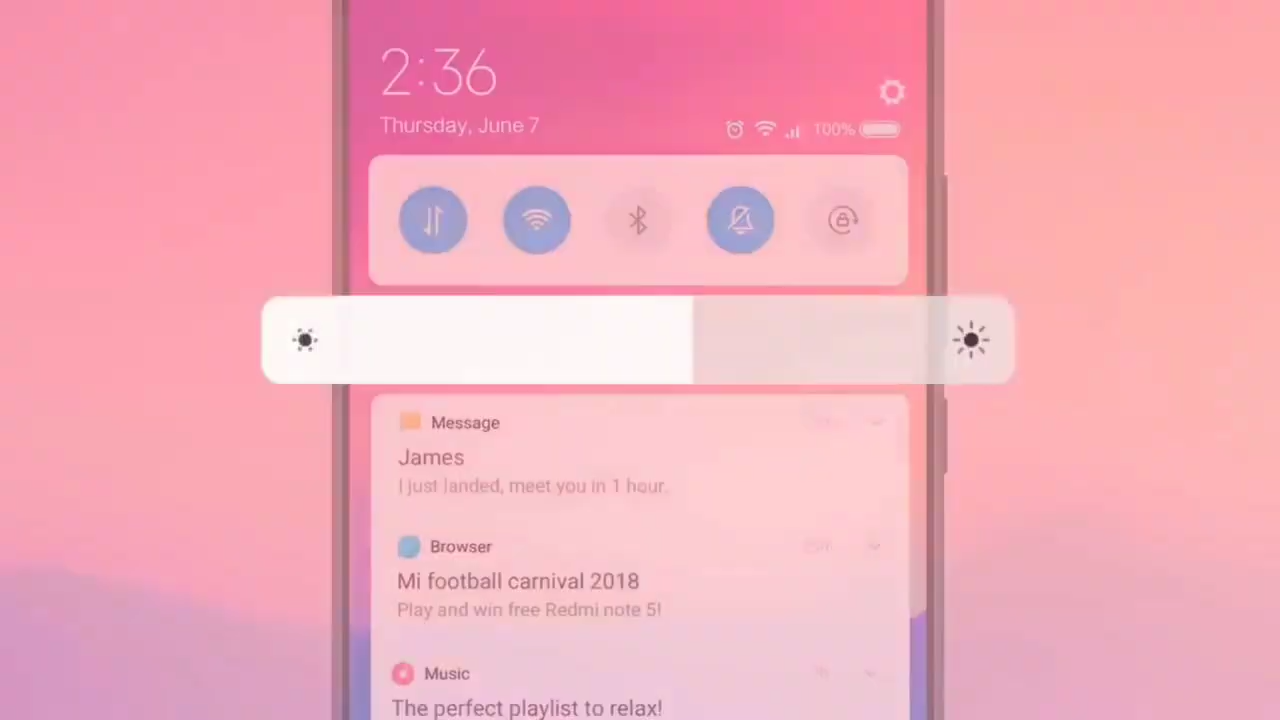 2:36
Thursday, June 7
100%
Message
James
I just landed, meet you in 1 hour.
Browser
Mi football carnival 2018
Play and win free Redmi note 5!
Music
The perfect playlist to relax!